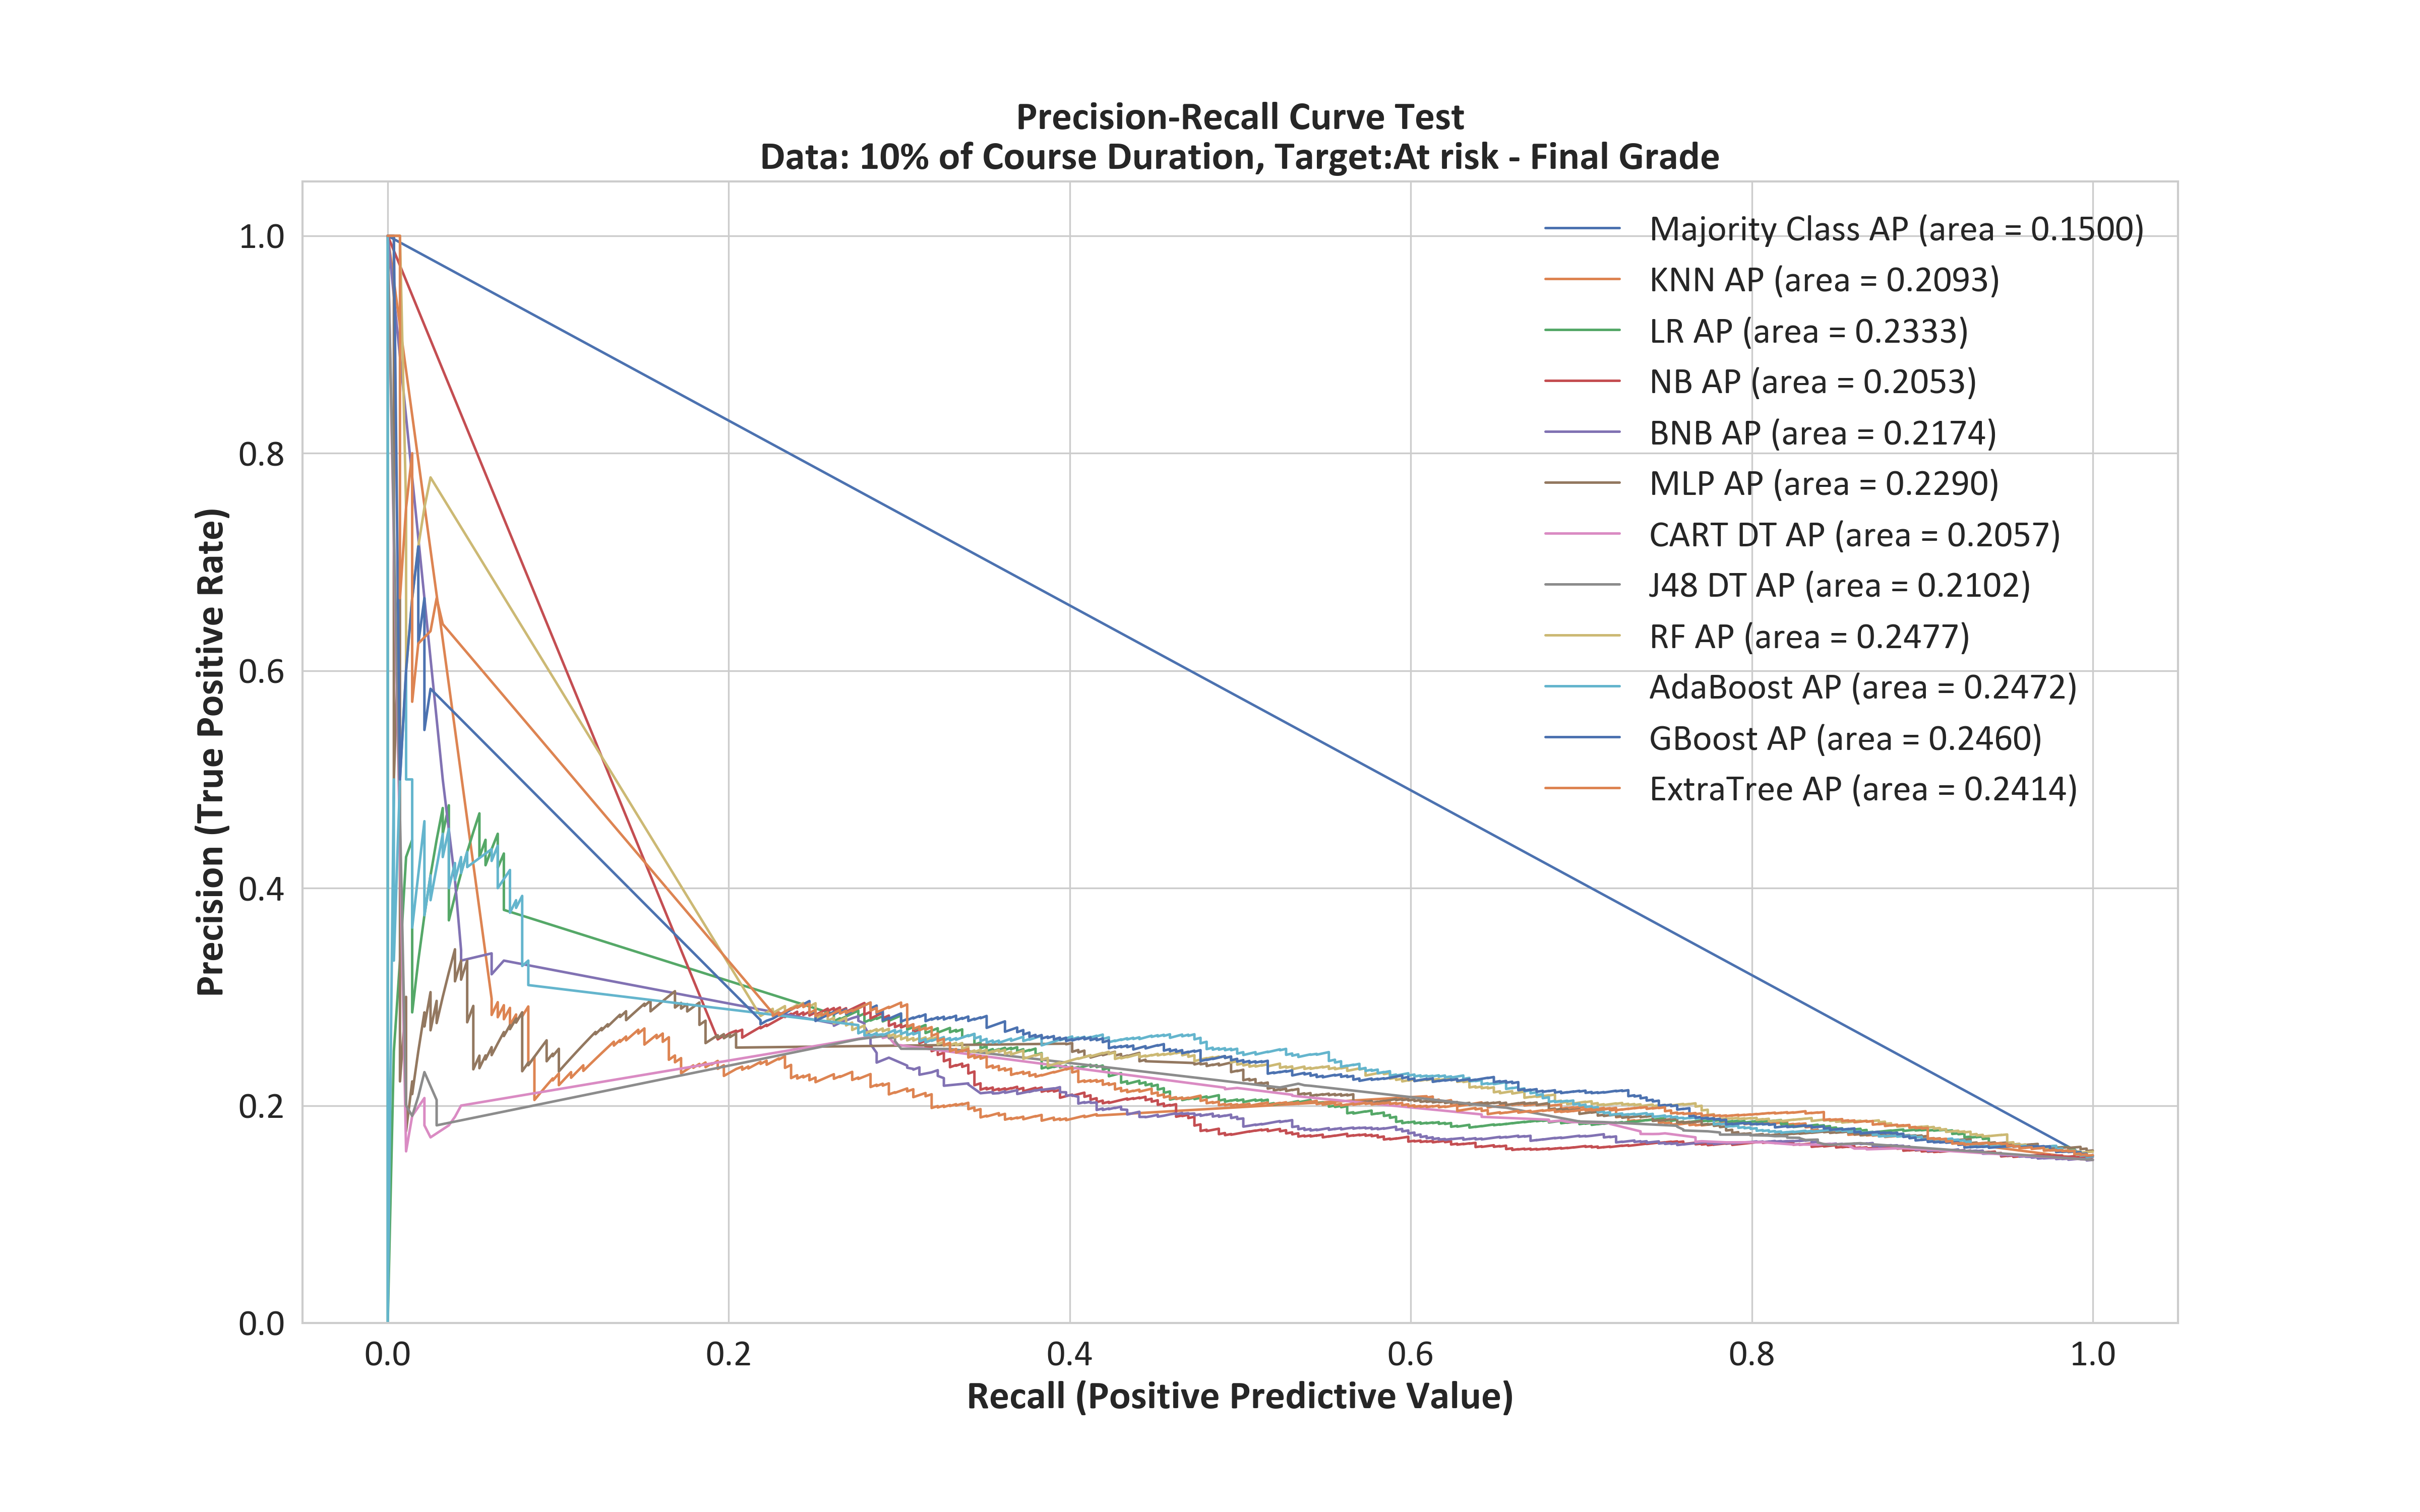 Precision-Recall Curve Test
Data: 10% of Course Duration, Target:At risk - Final Grade
Precision (True Positive Rate)
1.0
0.8
0.6
0.4
0.2
0.0
Majority Class AP (area = 0.1500)
KNN AP (area = 0.2093)
LR AP (area = 0.2333)
NB AP (area = 0.2053)
BNB AP (area = 0.2174)
MLP AP (area = 0.2290)
CART DT AP (area = 0.2057)
J48 DT AP (area = 0.2102)
RF AP (area = 0.2477)
AdaBoost AP (area = 0.2472)
GBoost AP (area = 0.2460)
ExtraTree AP (area = 0.2414)
0.0 0.2 0.4 0.6 0.8 1.0
Recall (Positive Predictive Value)